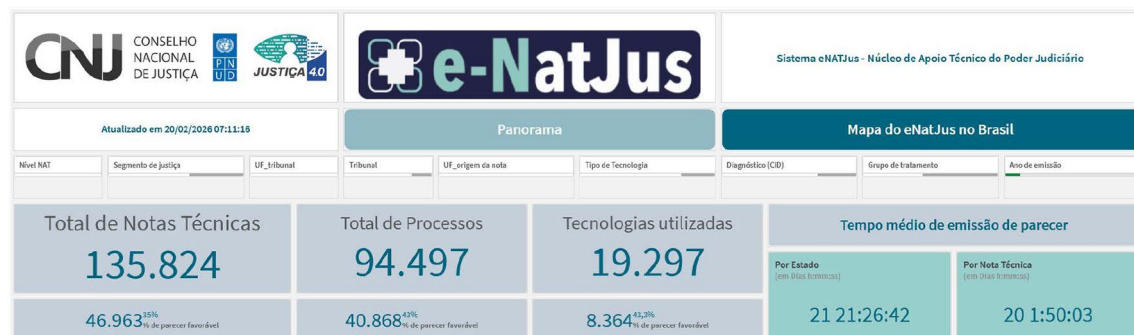 CNJ
CONSELHO
NACIONAL
DE JUSTIÇA
PNUD
JUSTIÇA 4.0
e-NatJus
Sistema eNATJus - Núcleo de Apoio Técnico do Poder Judiciário
Atualizado em 20/02/2026 07:11:16
Panorama
Mapa do eNatJus no Brasil
Nível NAT
Segmento de justiça
UF_tribunal
Tribunal
UF_origem da nota
Tipo de Tecnologia
Diagnóstico (CID)
Grupo de tratamento
Ano de emissão
Total de Notas Técnicas
135.824
46.963 35% % de parecer favorável
Total de Processos
94.497
40.868 43% % de parecer favorável
Tecnologias utilizadas
19.297
8.364 43,3% % de parecer favorável
Tempo médio de emissão de parecer
Por Estado
21 21:26:42
Por Nota Técnica
20 1:50:03